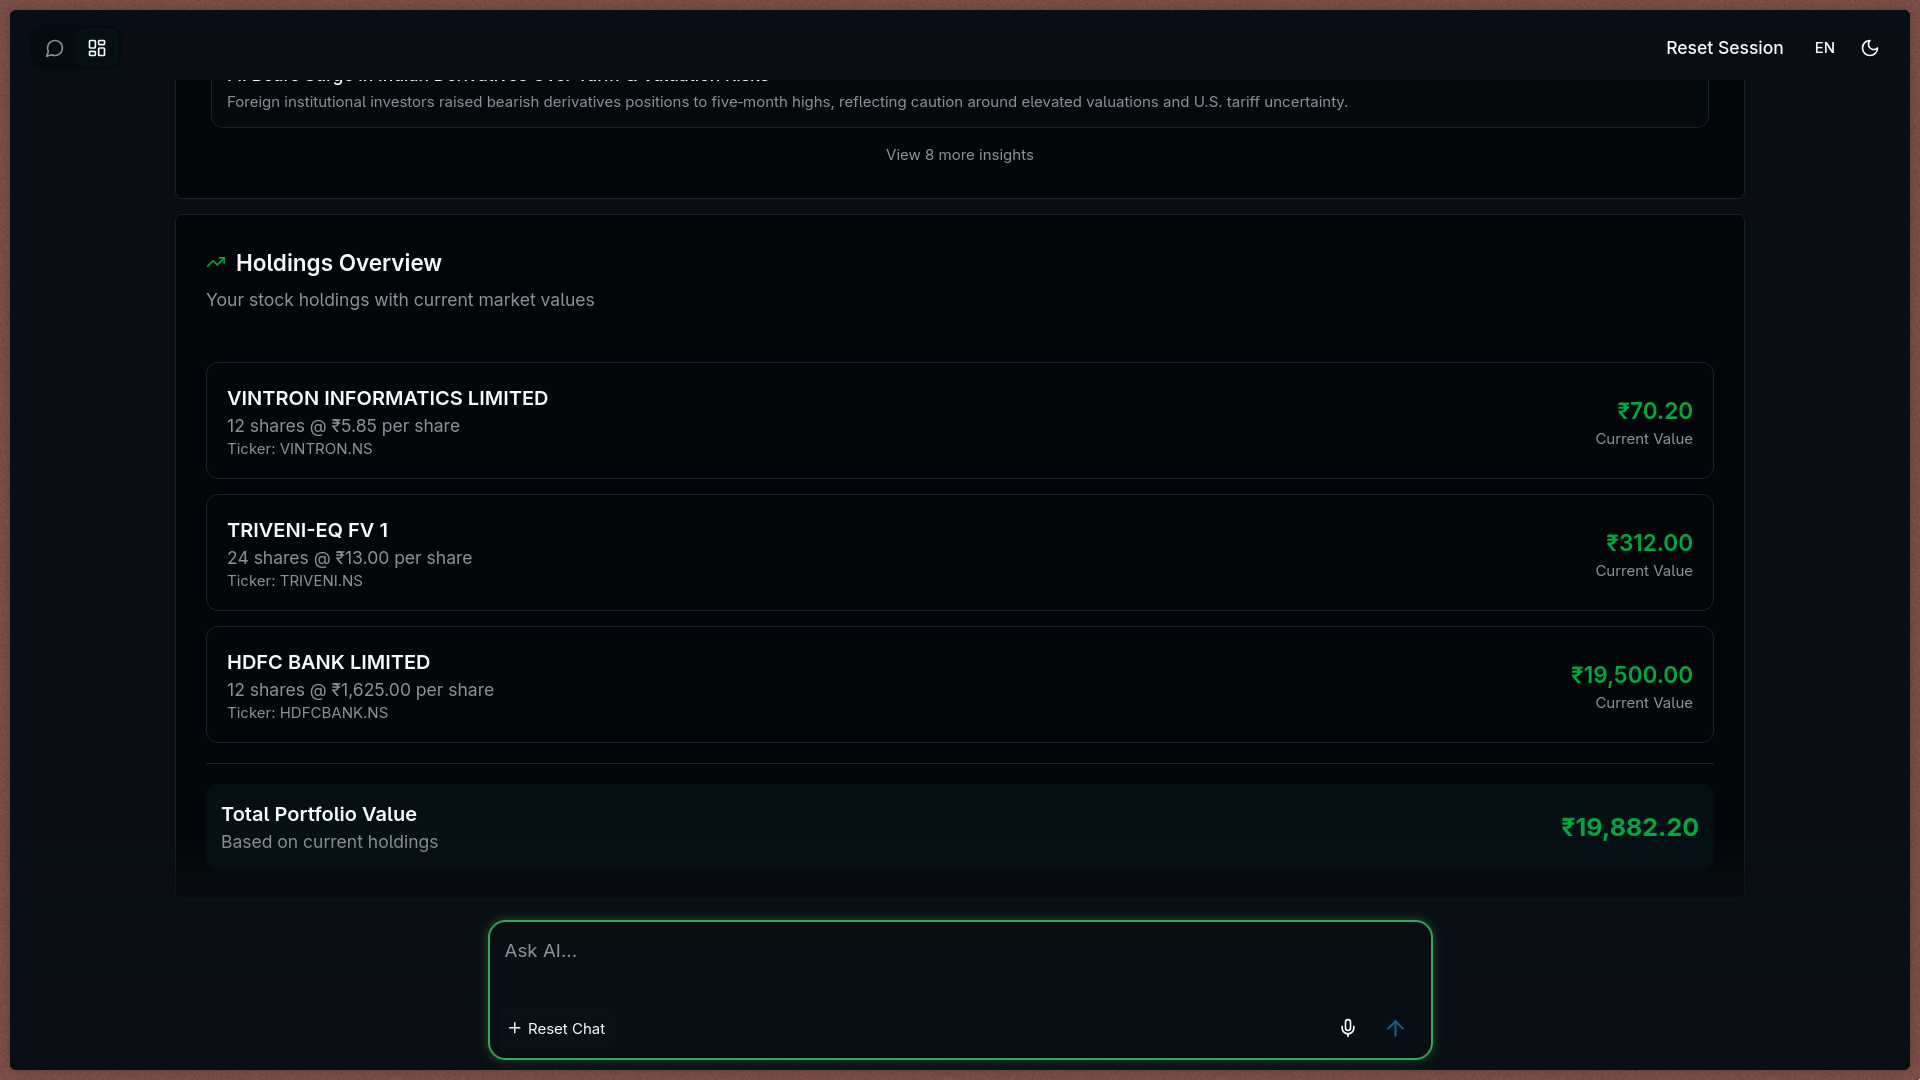 Reset Session
EN
Foreign institutional investors raised bearish derivatives positions to five-month highs, reflecting caution around elevated valuations and U.S. tariff uncertainty.
View 8 more insights
Holdings Overview
Your stock holdings with current market values
VINTRON INFORMATICS LIMITED
12 shares @ ₹5.85 per share
Ticker: VINTRON.NS
₹70.20
Current Value
TRIVENI-EQ FV 1
24 shares @ ₹13.00 per share
Ticker: TRIVENI.NS
₹312.00
Current Value
HDFC BANK LIMITED
12 shares @ ₹1,625.00 per share
Ticker: HDFCBANK.NS
₹19,500.00
Current Value
Total Portfolio Value
Based on current holdings
₹19,882.20
Ask AI...
+ Reset Chat